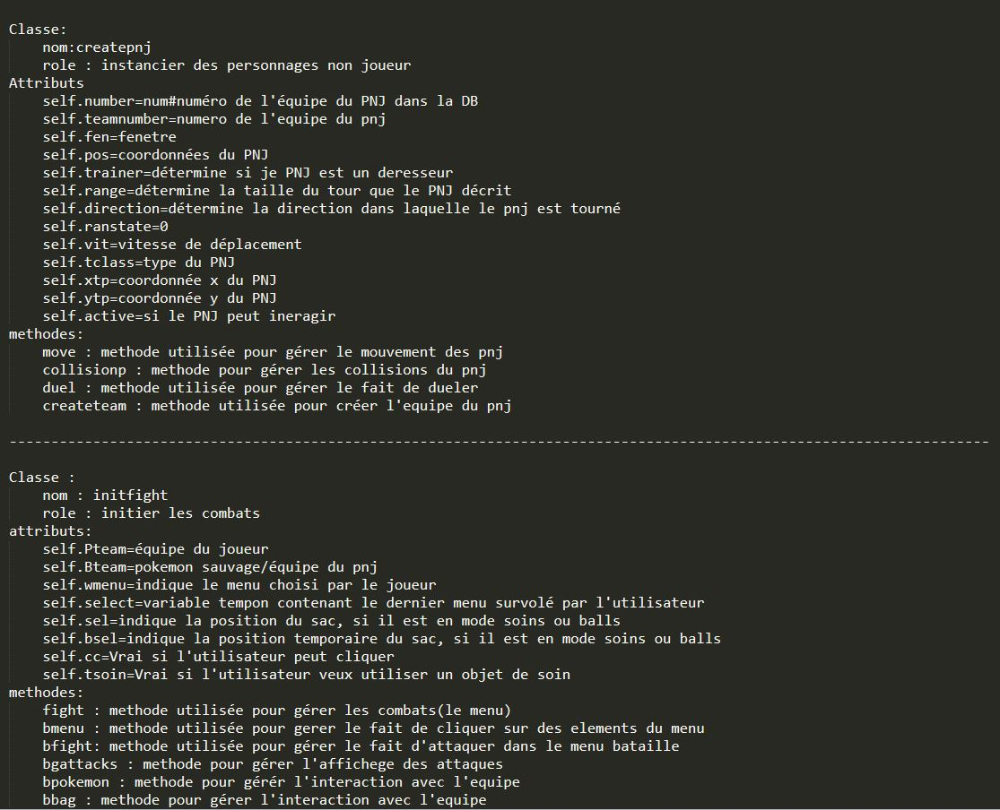 Classe:
nom:createpnj
role : instancier des personnages non joueur
Attributs
self.number=num#numéro de l'équipe du PNJ dans la DB
self.teamnumber=numero de l'equipe du pnj
self.fen=fenetre
self.pos=coordonnées du PNJ
self.trainer=détermine si je PNJ est un deresseur
self.range=détermine la taille du tour que le PNJ décrit
self.direction=détermine la direction dans laquelle le pnj est tourné
self.ranstate=0
self.vit=vitesse de déplacement
self.tclass=type du PNJ
self.xtp=coordonnée x du PNJ
self.ytp=coordonnée y du PNJ
self.active=si le PNJ peut ineragir
methodes:
move : methode utilisée pour gérer le mouvement des pnj
collisionp : methode pour gérer les collisions du pnj
duel : methode utilisée pour gérer le fait de dueler
createteam : methode utilisée pour créer l'equipe du pnj
---------------------------------------------------------------------------------------------------------------------
Classe :
nom : initfight
role : initier les combats
attributs:
self.Pteam=équipe du joueur
self.Bteam=pokemon sauvage/équipe du pnj
self.wmenu=indique le menu choisi par le joueur
self.select=variable tempon contenant le dernier menu survolé par l'utilisateur
self.sel=indique la position du sac, si il est en mode soins ou balls
self.bsel=indique la position temporaire du sac, si il est en mode soins ou balls
self.cc=Vrai si l'utilisateur peut cliquer
self.tsoin=Vrai si l'utilisateur veux utiliser un objet de soin
methodes:
fight : methode utilisée pour gérer les combats(le menu)
bmenu : methode utilisée pour gerer le fait de cliquer sur des elements du menu
bfight: methode utilisée pour gerer le fait d'attaquer dans le menu bataille
bgattacks : methode pour gérer l'affichege des attaques
bpokemon : methode pour gérér l'interaction avec l'equipe
bbag : methode pour gérer l'interaction avec l'equipe